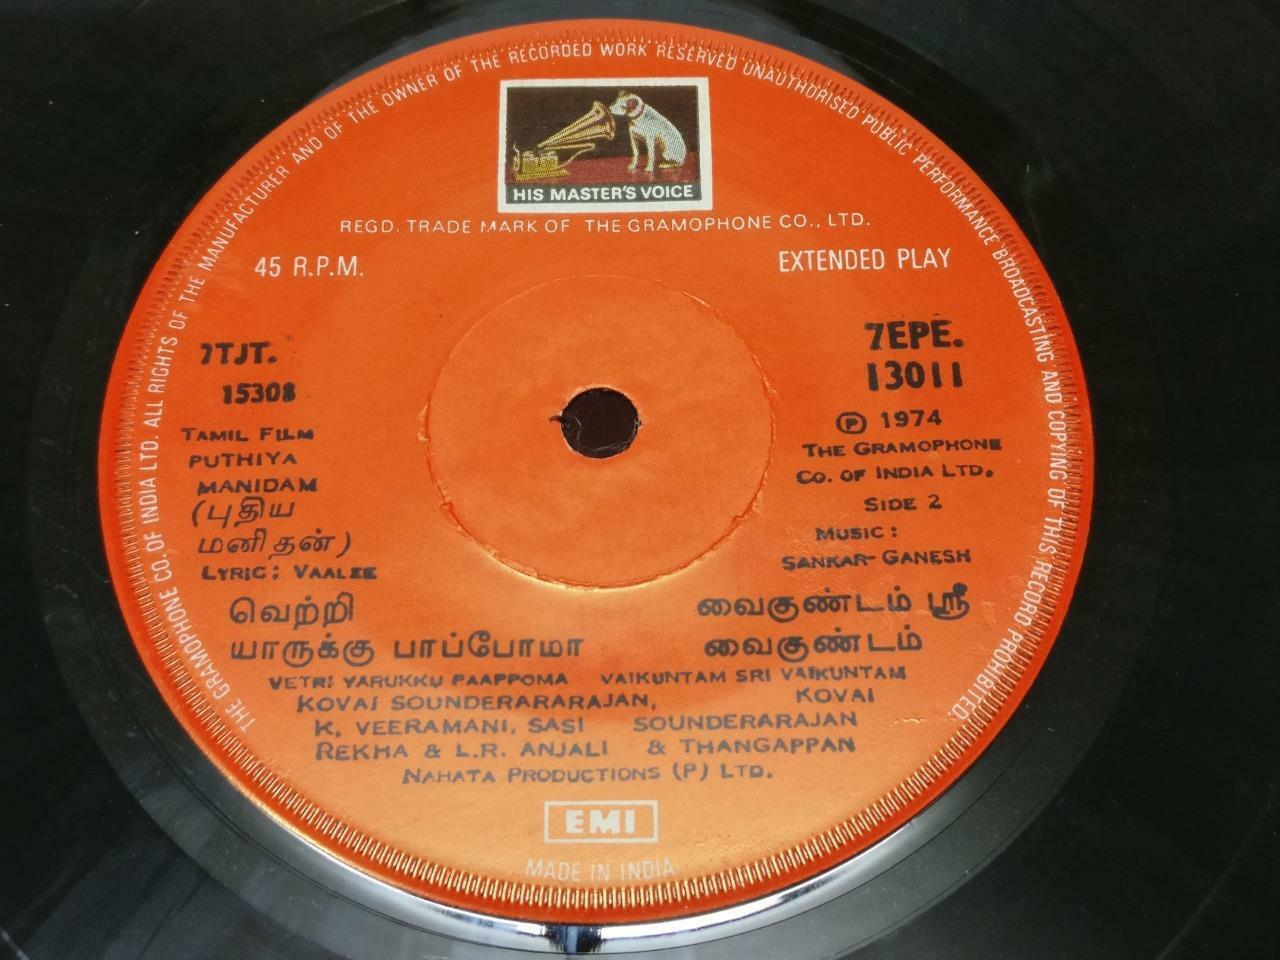 THE GRAMOPHONE CO. OF INDIA LTD. ALL RIGHTS OF THE MANUFACTURER AND OF THE OWNER OF THE RECORDED WORK RESERVED UNAUTHORISED PUBLIC PERFORMANCE BROADCASTING AND COPYING OF THIS RECORD PROHIBITED.
HIS MASTER'S VOICE
REGD. TRADE MARK OF THE GRAMOPHONE CO., LTD.
45 R.P.M.
EXTENDED PLAY
7TJT.
15308
TAMIL FILM
PUTHIYA
MANIDAM
(புதிய
மனிதன்)
LYRIC: VAALEE
7EPE.
13011
Ⓟ 1974
THE GRAMOPHONE
CO. OF INDIA LTD.
SIDE 2
MUSIC:
SANKAR-GANESH
வெற்றி
யாருக்கு பாப்போமா
VETRI YARUKKU PAAPPOMA
KOVAI SOUNDERARARAJAN,
K. VEERAMANI, SASI
REKHA & L.R. ANJALI
வைகுண்டம் ஸ்ரீ
வைகுண்டம்
VAIKUNTAM SRI VAIKUNTAM
KOVAI
SOUNDERARAJAN
& THANGAPPAN
NAHATA PRODUCTIONS (P) LTD.
EMI
MADE IN INDIA